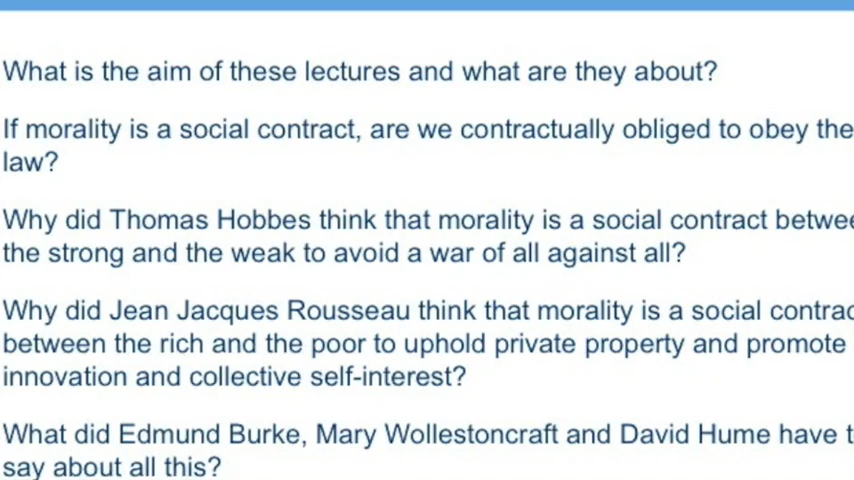 What is the aim of these lectures and what are they about?
If morality is a social contract, are we contractually obliged to obey the
law?
Why did Thomas Hobbes think that morality is a social contract betwee
the strong and the weak to avoid a war of all against all?
Why did Jean Jacques Rousseau think that morality is a social contrac
between the rich and the poor to uphold private property and promote
innovation and collective self-interest?
What did Edmund Burke, Mary Wollestoncraft and David Hume have t
say about all this?